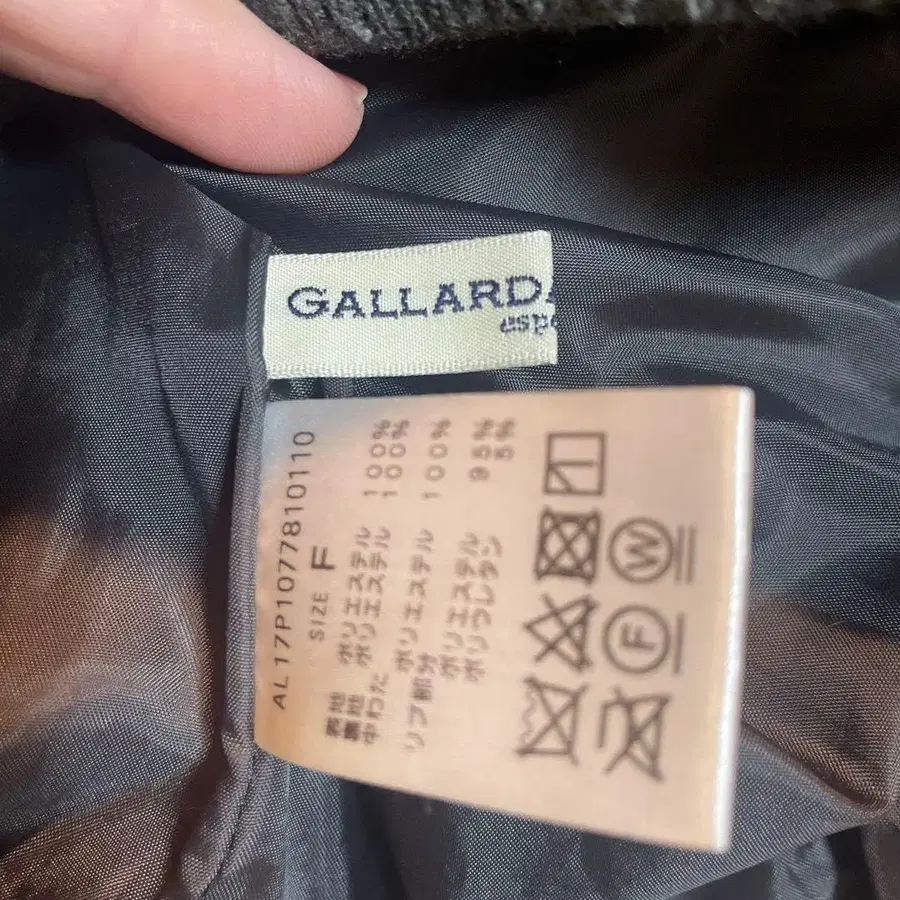 GALLARD
esp
AL17P1077810110
SIZE F
表地
裏地 ポリエステル 100%
中わた ポリエステル 100%
リブ部分 ポリエステル 100%
ポリエステル 95%
ポリウレタン 5%
W
F